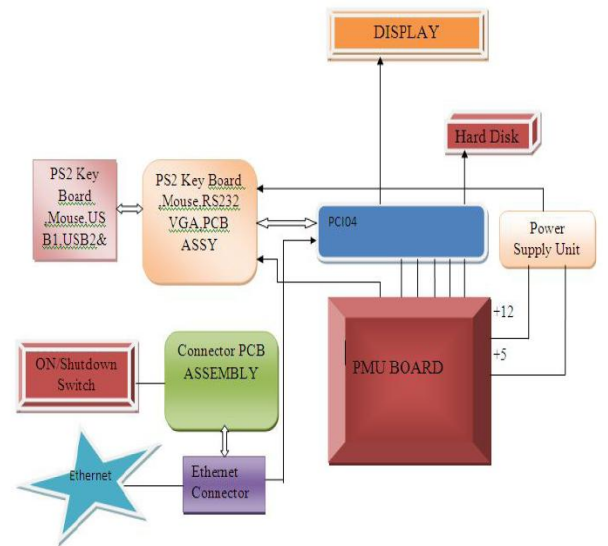 DISPLAY
Hard Disk
PS2 Key
Board
,Mouse,US
B1,USB2&
PS2 Key Board
,Mouse,RS232
VGA,PCB
ASSY
PCI04
Power
Supply Unit
+12
+5
PMU BOARD
ON/Shutdown
Switch
Connector PCB
ASSEMBLY
Ethernet
Ethernet
Connector